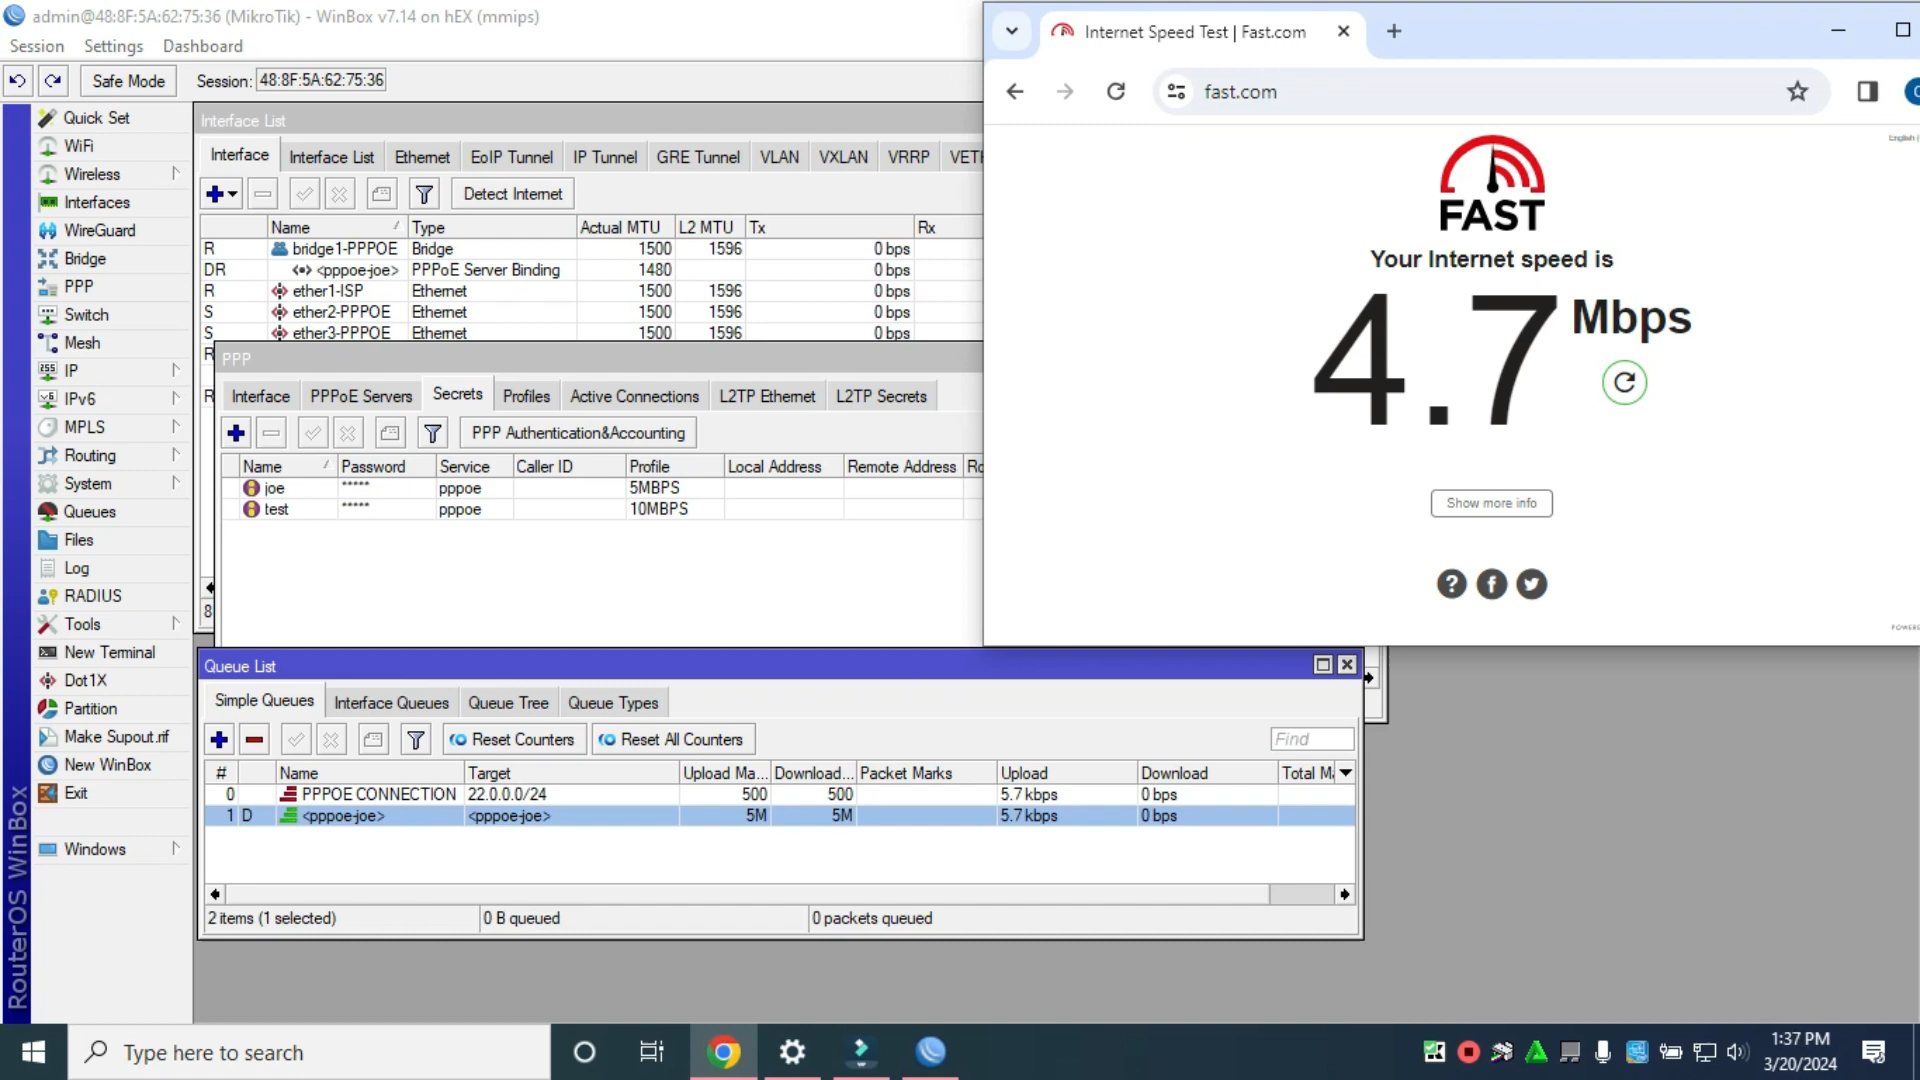 admin@48:8F:5A:62:75:36 (MikroTik) - WinBox v7.14 on hEX (mmips)
Session Settings Dashboard
Safe Mode Session: 48:8F:5A:62:75:36
Quick Set
WiFi
Wireless
Interfaces
WireGuard
Bridge
PPP
Switch
Mesh
IP
IPv6
MPLS
Routing
System
Queues
Files
Log
RADIUS
Tools
New Terminal
Dot1X
Partition
Make Supout.rif
New WinBox
Exit
Windows
RouterOS WinBox
Interface List
Interface Interface List Ethernet EoIP Tunnel IP Tunnel GRE Tunnel VLAN VXLAN VRRP VETH
Detect Internet
Name Type Actual MTU L2 MTU Tx Rx
R bridge1-PPPOE Bridge 1500 1596 0 bps
DR <pppoe-joe> PPPoE Server Binding 1480 0 bps
R ether1-ISP Ethernet 1500 1596 0 bps
S ether2-PPPOE Ethernet 1500 1596 0 bps
S ether3-PPPOE Ethernet 1500 1596 0 bps
R
R
8
PPP
Interface PPPoE Servers Secrets Profiles Active Connections L2TP Ethernet L2TP Secrets
PPP Authentication&Accounting
Name Password Service Caller ID Profile Local Address Remote Address
joe ***** pppoe 5MBPS
test ***** pppoe 10MBPS
Queue List
Simple Queues Interface Queues Queue Tree Queue Types
Reset Counters Reset All Counters Find
# Name Target Upload Ma... Download... Packet Marks Upload Download Total M
0 PPPOE CONNECTION 22.0.0.0/24 500 500 5.7 kbps 0 bps
1 D <pppoe-joe> <pppoe-joe> 5M 5M 5.7 kbps 0 bps
2 items (1 selected) 0 B queued 0 packets queued
Internet Speed Test | Fast.com
fast.com
English |
FAST
Your Internet speed is
4.7 Mbps
Show more info
POWERE
Type here to search
1:37 PM
3/20/2024